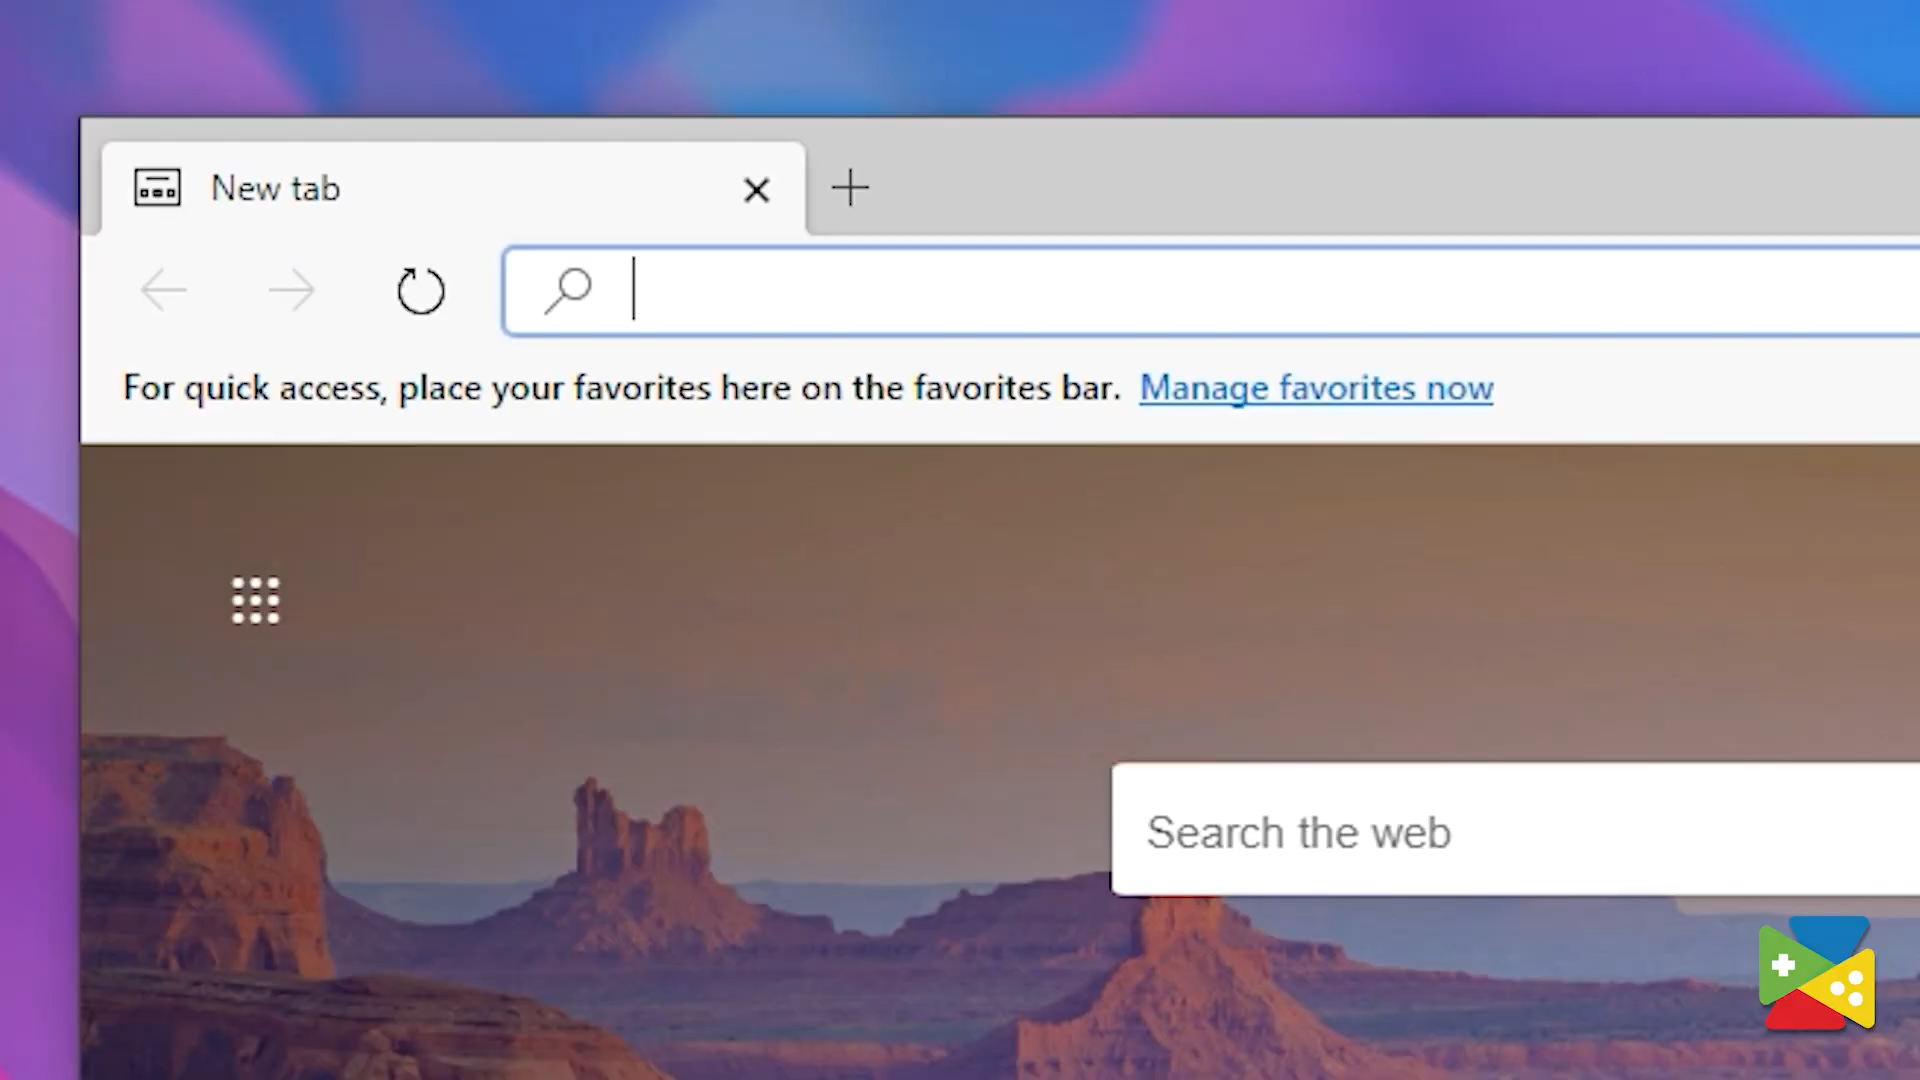 New tab
For quick access, place your favorites here on the favorites bar. Manage favorites now
Search the web